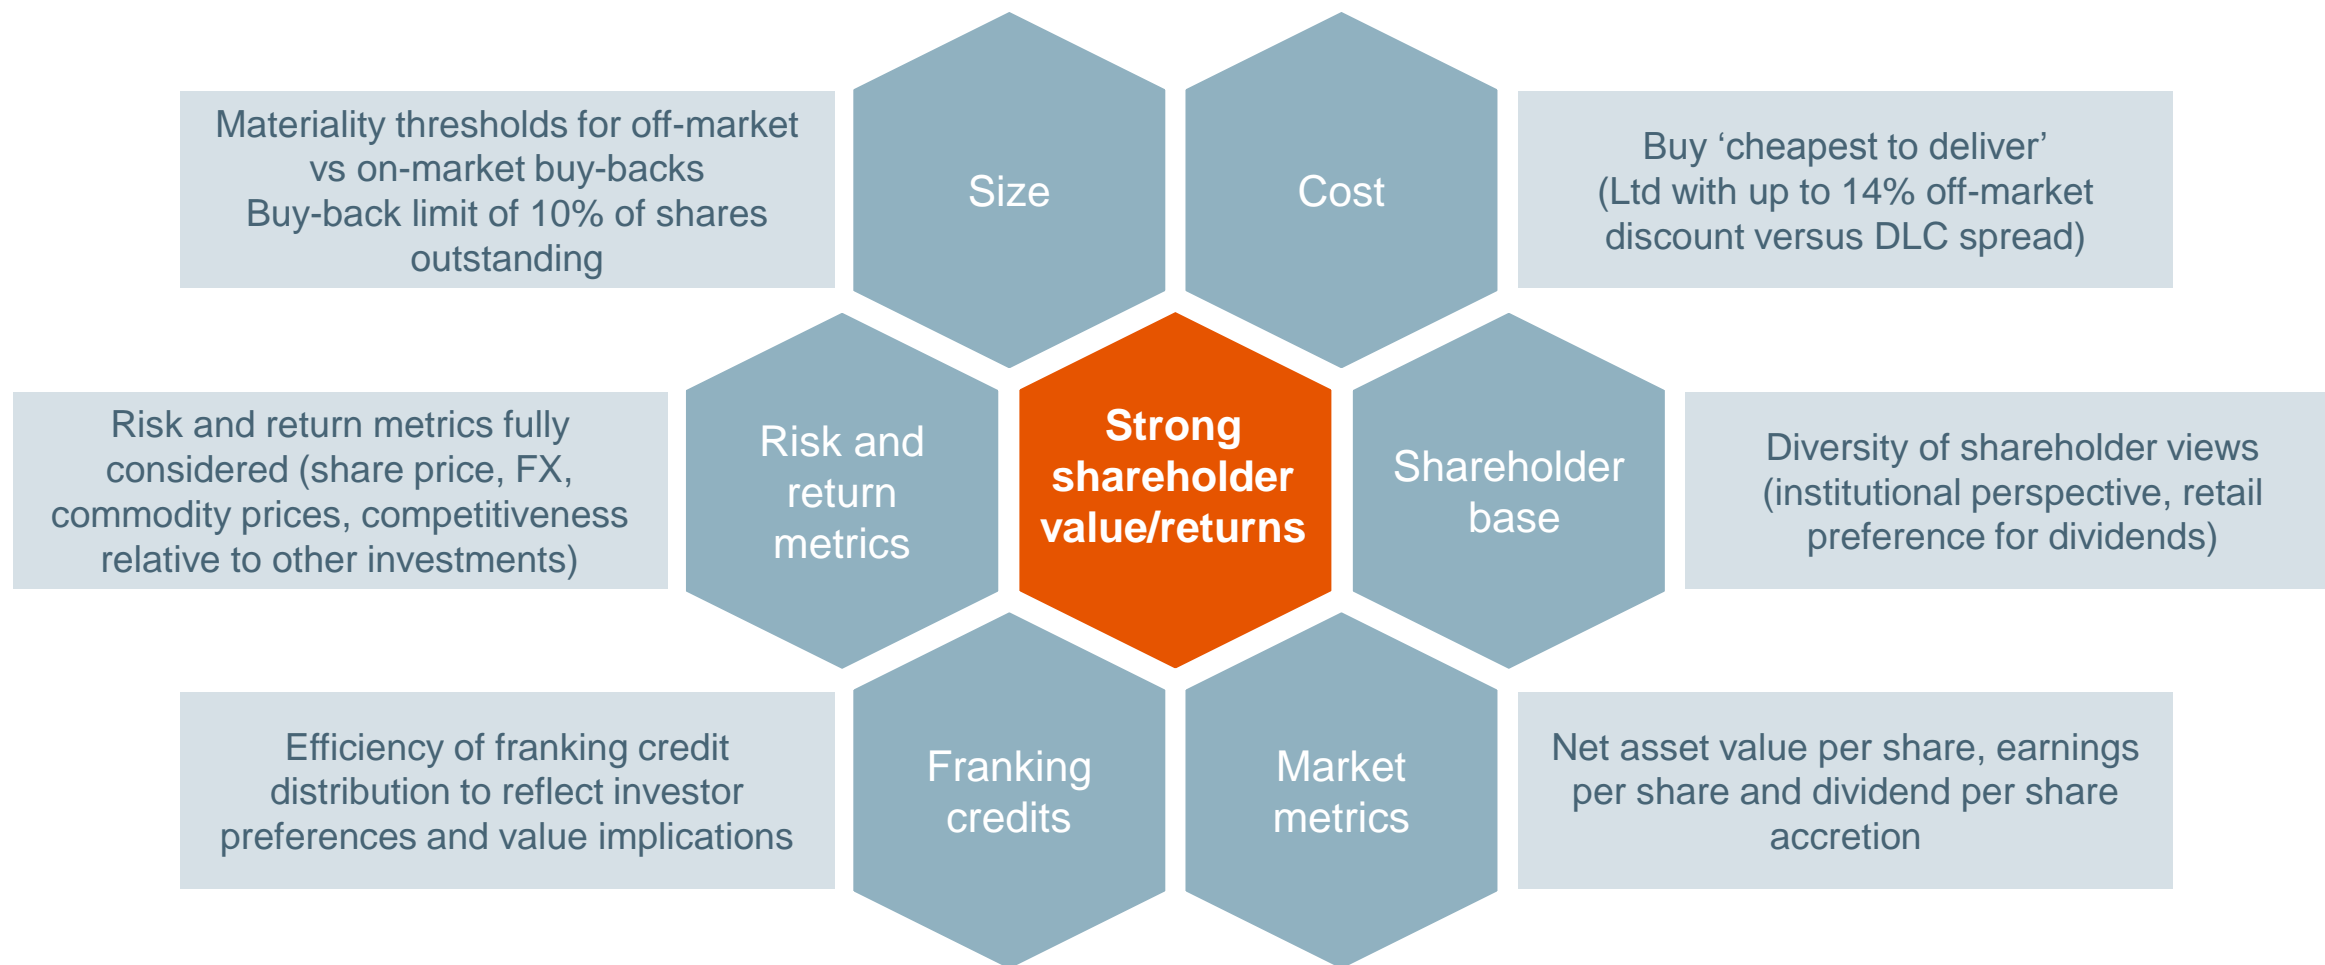 Materiality thresholds for off-market
vs on-market buy-backs
Buy-back limit of 10% of shares
outstanding
Size
Cost
Buy ‘cheapest to deliver’
(Ltd with up to 14% off-market
discount versus DLC spread)
Risk and return metrics fully
considered (share price, FX,
commodity prices, competitiveness
relative to other investments)
Risk and
return
metrics
Strong
shareholder
value/returns
Shareholder
base
Diversity of shareholder views
(institutional perspective, retail
preference for dividends)
Efficiency of franking credit
distribution to reflect investor
preferences and value implications
Franking
credits
Market
metrics
Net asset value per share, earnings
per share and dividend per share
accretion